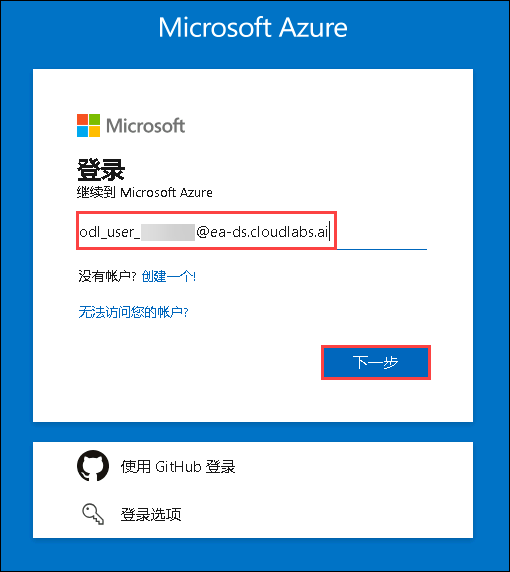 Microsoft Azure
Microsoft
登录
继续到 Microsoft Azure
odl_user_@ea-ds.cloudlabs.ai
没有帐户? 创建一个!
无法访问您的帐户?
下一步
使用 GitHub 登录
登录选项